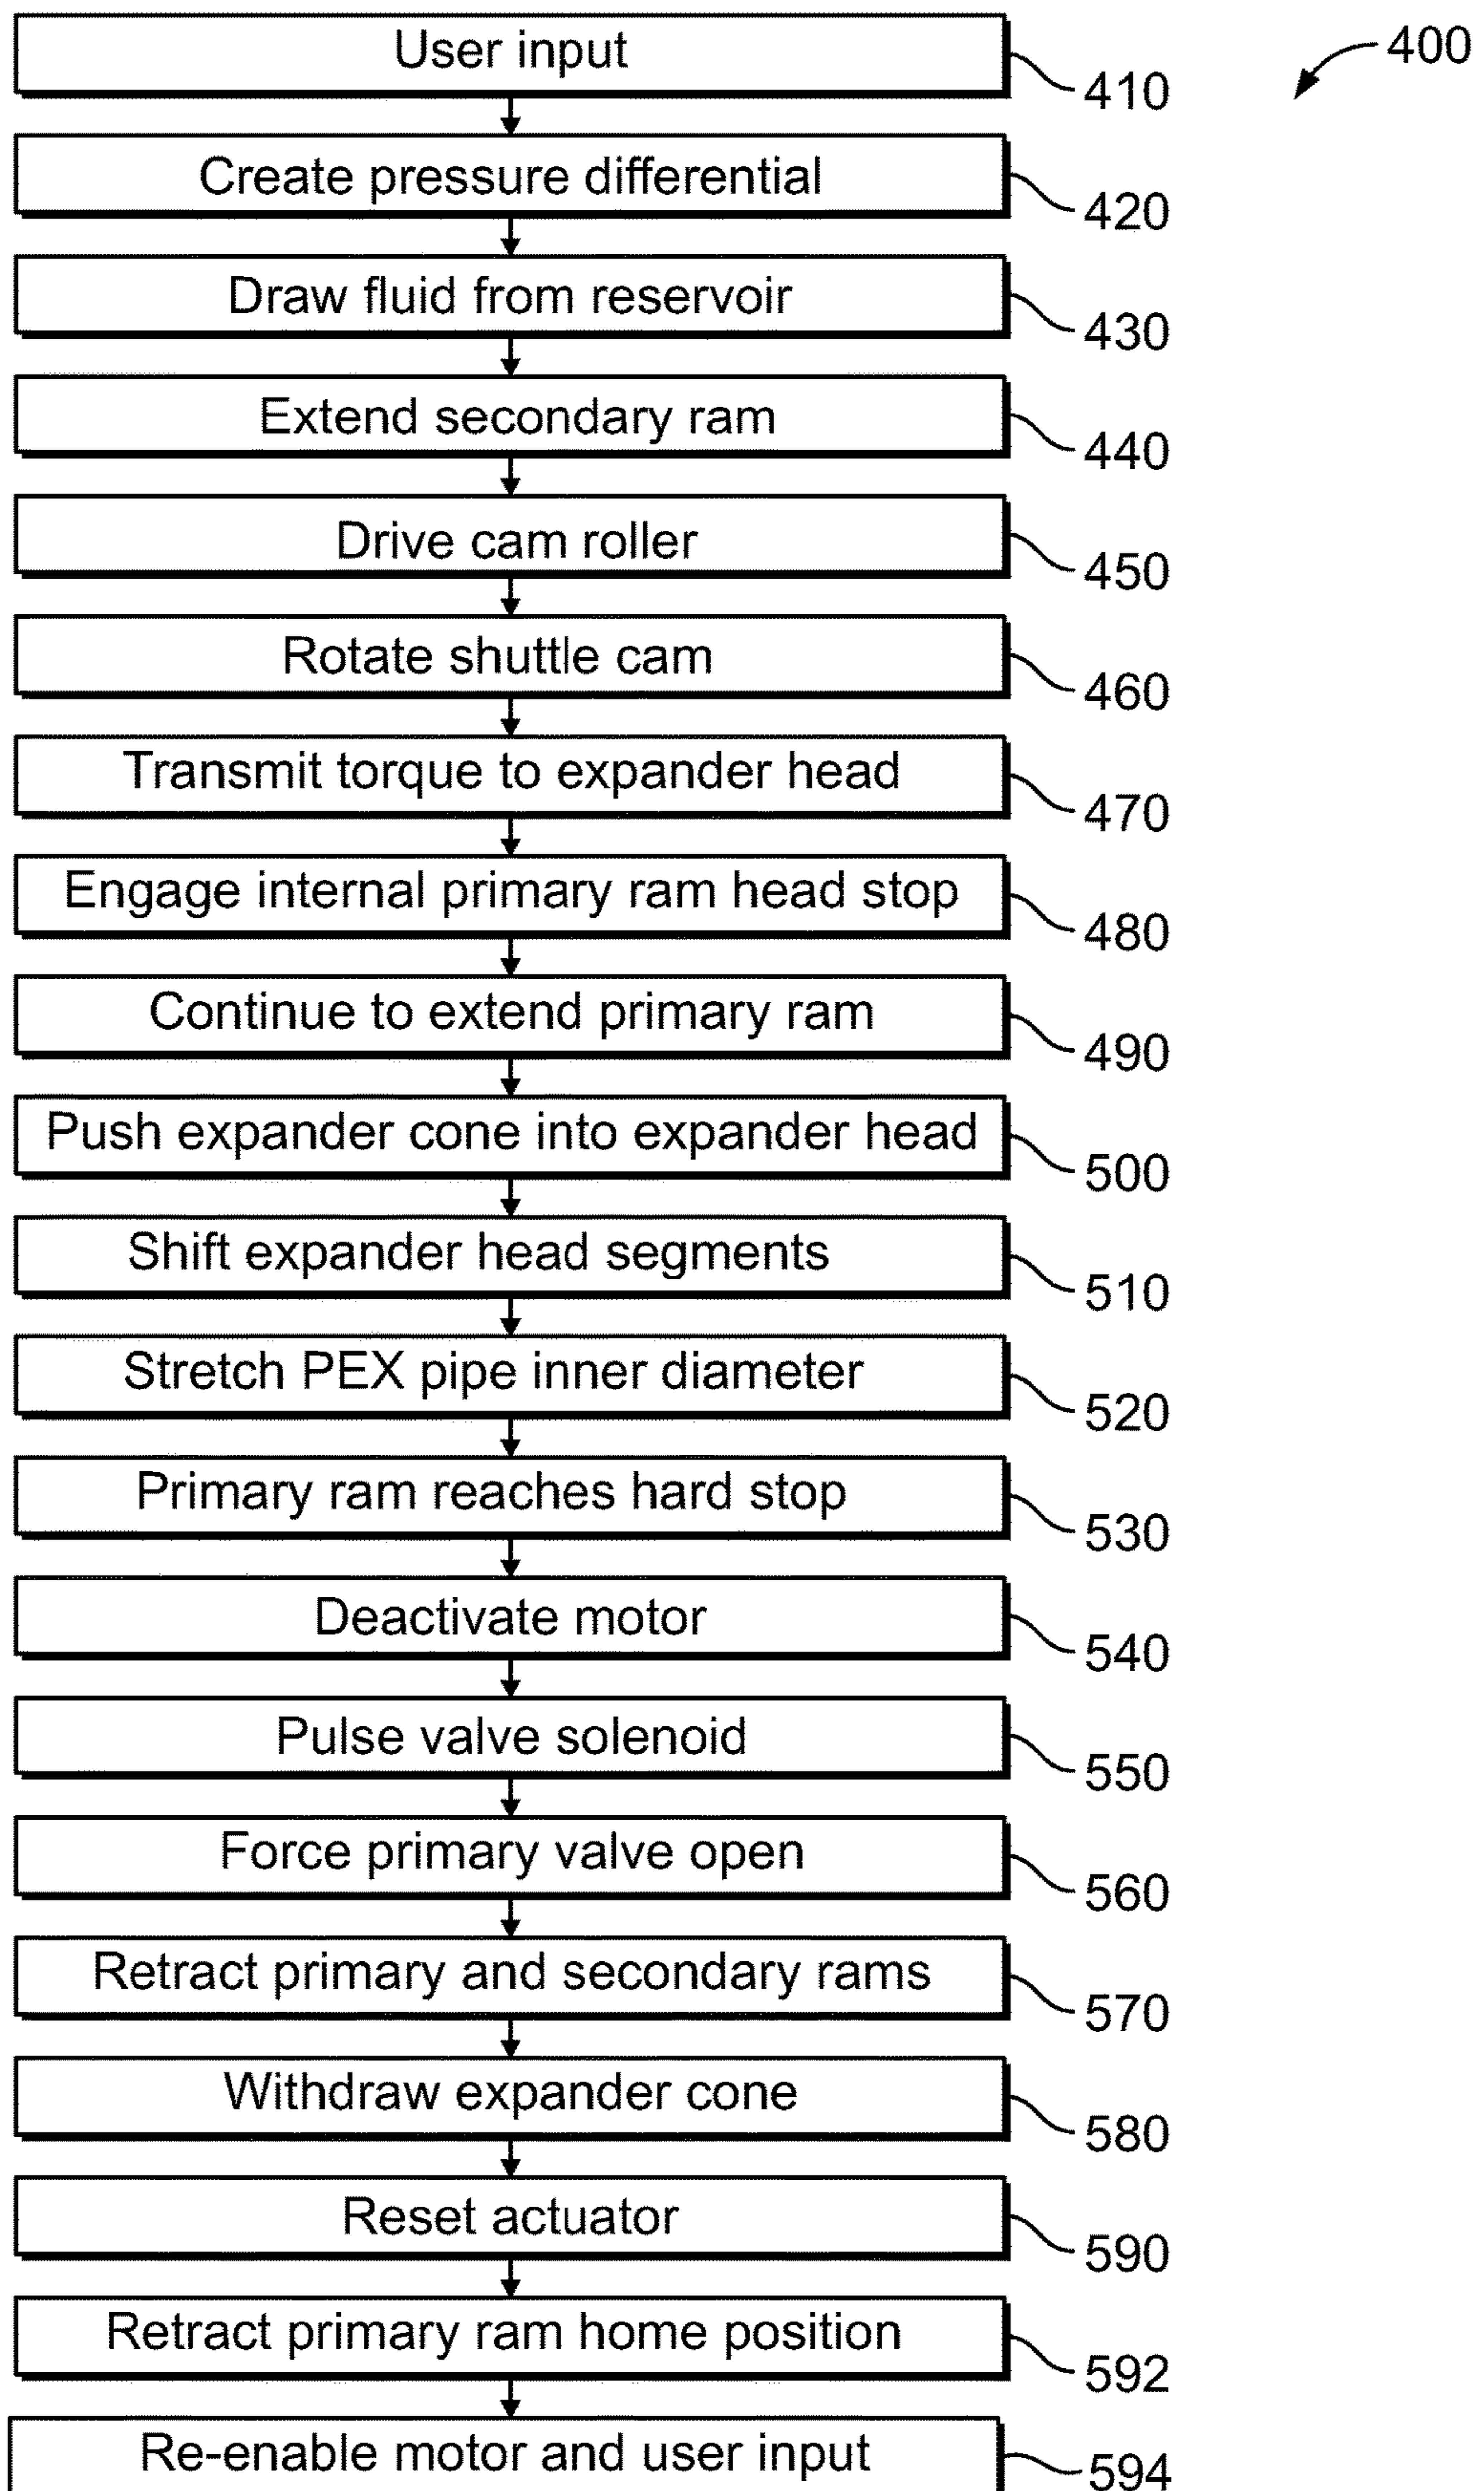 User input
400
410
Create pressure differential
420
Draw fluid from reservoir
430
Extend secondary ram
440
Drive cam roller
450
Rotate shuttle cam
460
Transmit torque to expander head
470
Engage internal primary ram head stop
480
Continue to extend primary ram
490
Push expander cone into expander head
500
Shift expander head segments
510
Stretch PEX pipe inner diameter
520
Primary ram reaches hard stop
530
Deactivate motor
540
Pulse valve solenoid
550
Force primary valve open
560
Retract primary and secondary rams
570
Withdraw expander cone
580
Reset actuator
590
Retract primary ram home position
592
Re-enable motor and user input
594